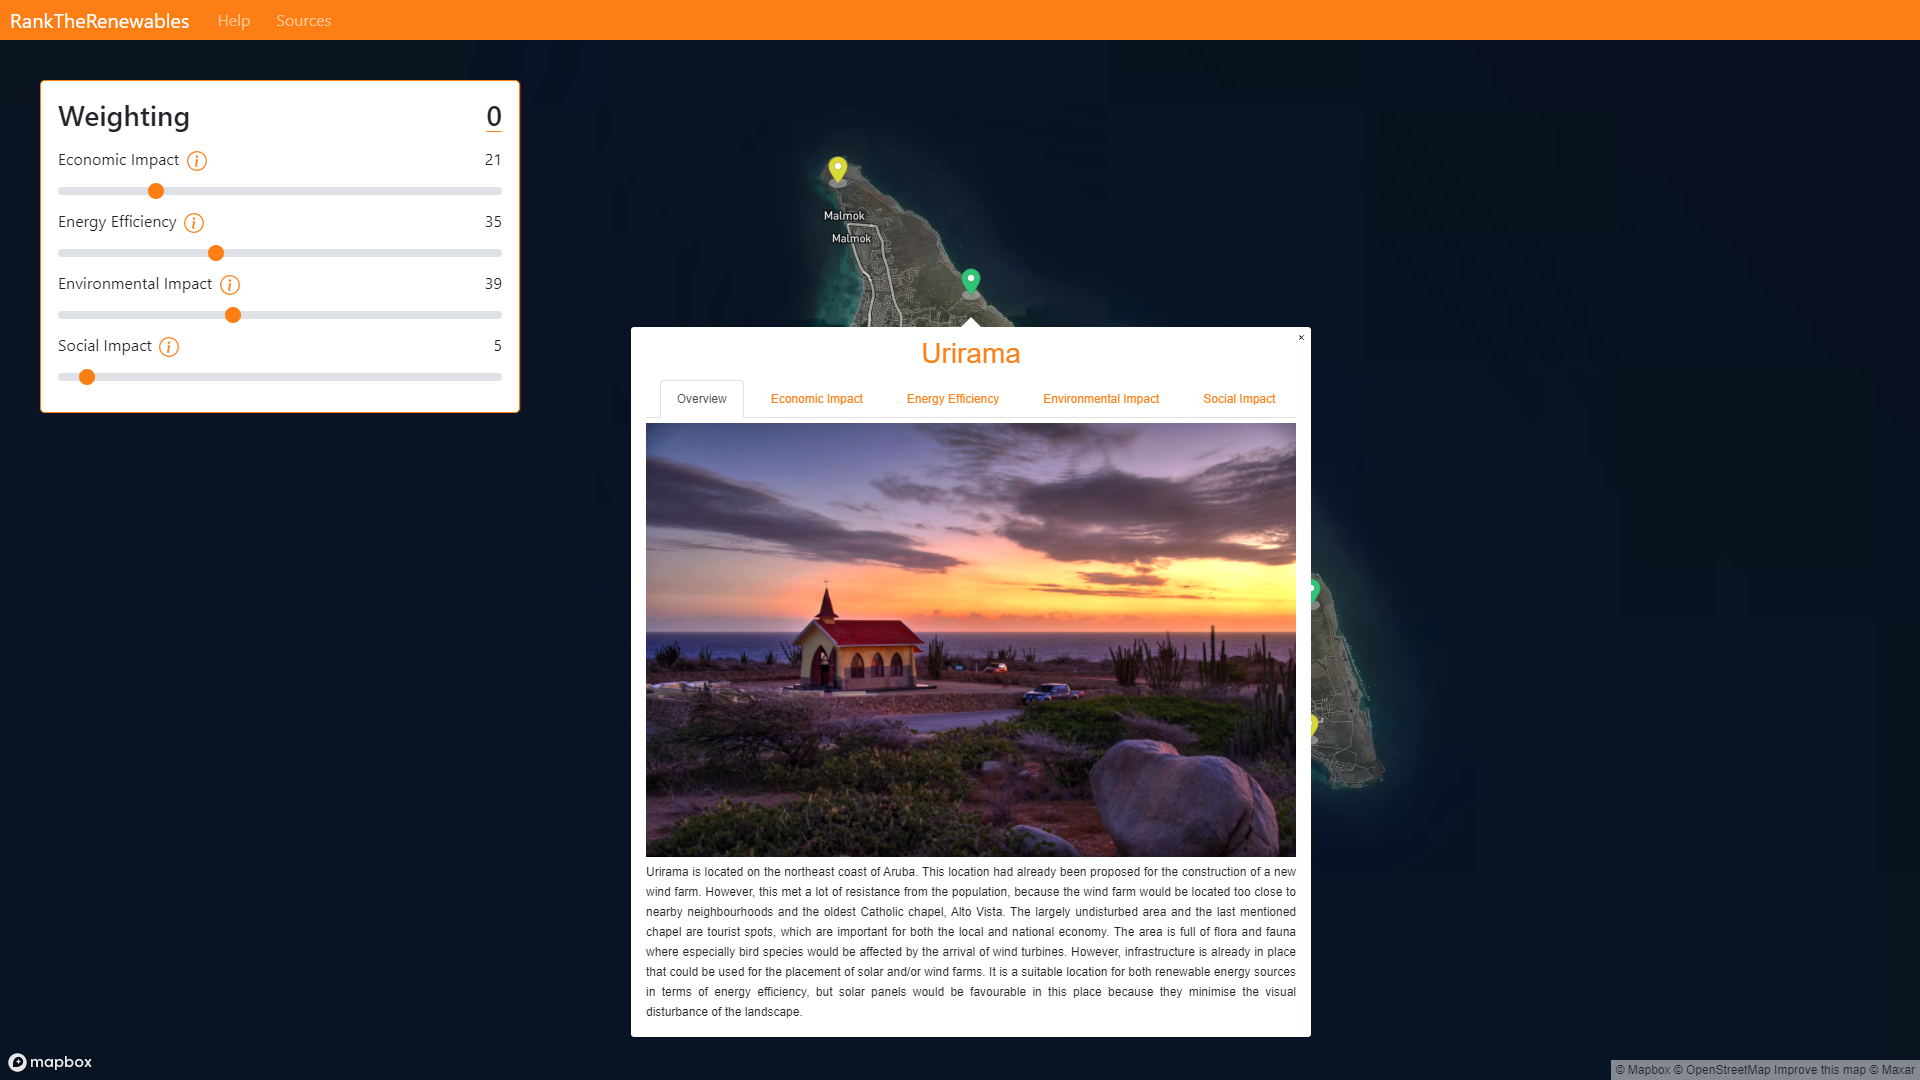 RankTheRenewables Help Sources
Weighting 0
Economic Impact i 21
Energy Efficiency i 35
Environmental Impact i 39
Social Impact i 5
Malmok
Malmok
×
Urirama
Overview Economic Impact Energy Efficiency Environmental Impact Social Impact
Urirama is located on the northeast coast of Aruba. This location had already been proposed for the construction of a new
wind farm. However, this met a lot of resistance from the population, because the wind farm would be located too close to
nearby neighbourhoods and the oldest Catholic chapel, Alto Vista. The largely undisturbed area and the last mentioned
chapel are tourist spots, which are important for both the local and national economy. The area is full of flora and fauna
where especially bird species would be affected by the arrival of wind turbines. However, infrastructure is already in place
that could be used for the placement of solar and/or wind farms. It is a suitable location for both renewable energy sources
in terms of energy efficiency, but solar panels would be favourable in this place because they minimise the visual
disturbance of the landscape.
mapbox
© Mapbox © OpenStreetMap Improve this map © Maxar